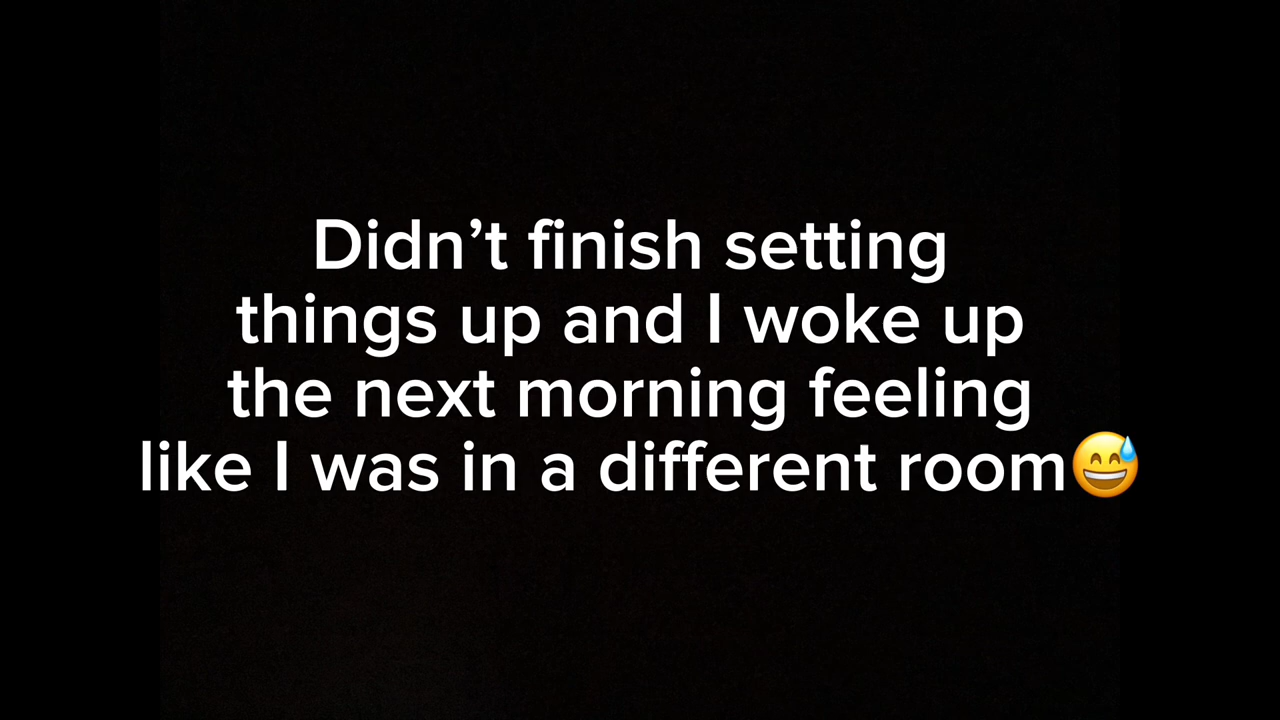 Didn’t finish setting
things up and I woke up
the next morning feeling
like I was in a different room😅